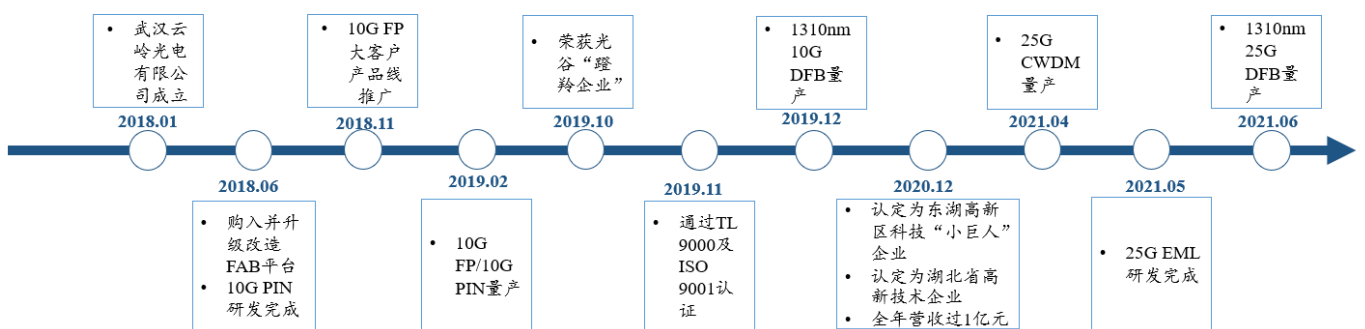 • 武汉云
岭光电
有限公
司成立
2018.01
2018.06
• 购入并升
级改造
FAB平台
• 10G PIN
研发完成
• 10G FP
大客户
产品线
推广
2018.11
2019.02
• 10G
FP/10G
PIN量产
• 荣获光
谷“蹬
羚企业”
2019.10
2019.11
• 通过TL
9000及
ISO
9001认
证
• 1310nm
10G
DFB量
产
2019.12
2020.12
• 认定为东湖高新
区科技“小巨人”
企业
• 认定为湖北省高
新技术企业
• 全年营收过1亿元
• 25G
CWDM
量产
2021.04
2021.05
• 25G EML
研发完成
• 1310nm
25G
DFB量
产
2021.06